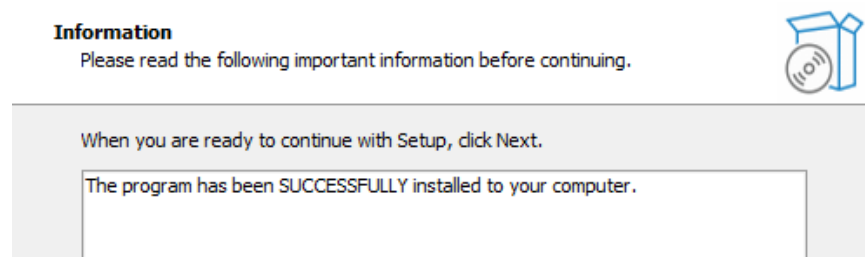 Information
Please read the following important information before continuing.
When you are ready to continue with Setup, click Next.
The program has been SUCCESSFULLY installed to your computer.